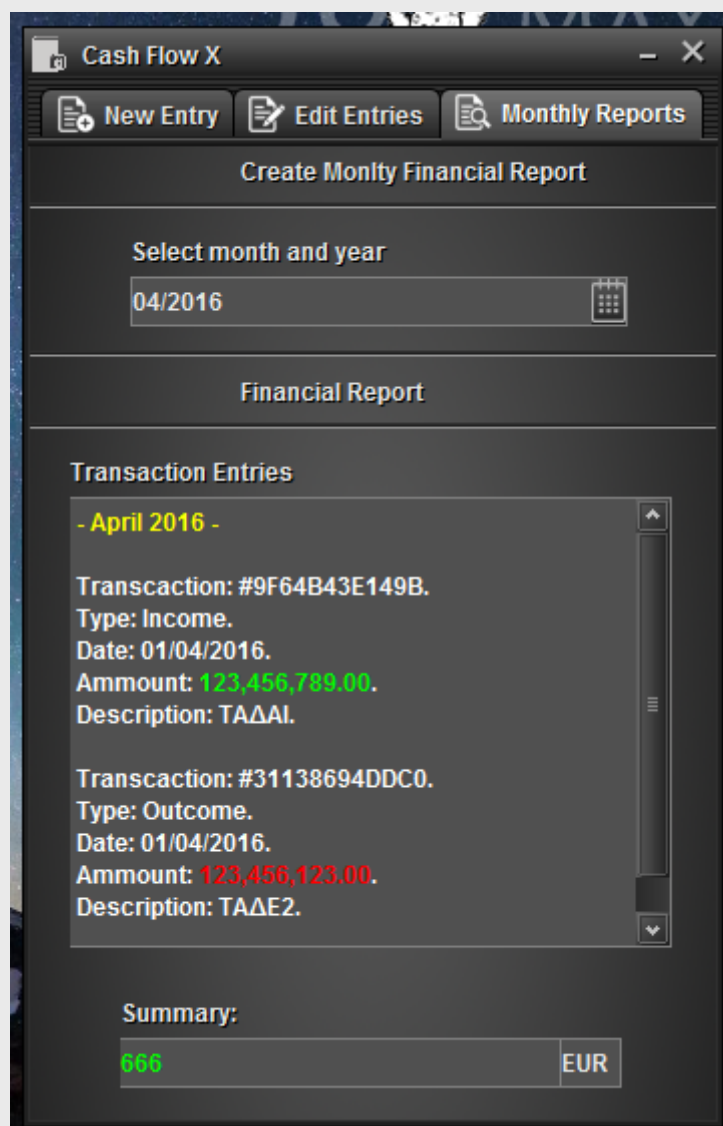 Cash Flow X
New Entry Edit Entries Monthly Reports
Create Monlty Financial Report
Select month and year
04/2016
Financial Report
Transaction Entries
- April 2016 -
Transcaction: #9F64B43E149B.
Type: Income.
Date: 01/04/2016.
Ammount: 123,456,789.00.
Description: ΤΑΔΑΙ.
Transcaction: #31138694DDC0.
Type: Outcome.
Date: 01/04/2016.
Ammount: 123,456,123.00.
Description: ΤΑΔΕ2.
Summary:
666 EUR